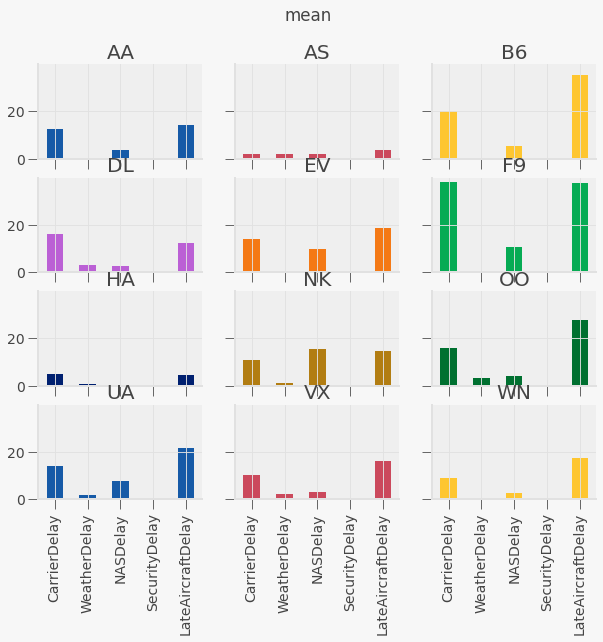 mean
AA AS B6
20
0
DL EV F9
20
0
HA NK OO
20
0
UA VX WN
20
0
CarrierDelay WeatherDelay NASDelay SecurityDelay LateAircraftDelay CarrierDelay WeatherDelay NASDelay SecurityDelay LateAircraftDelay CarrierDelay WeatherDelay NASDelay SecurityDelay LateAircraftDelay